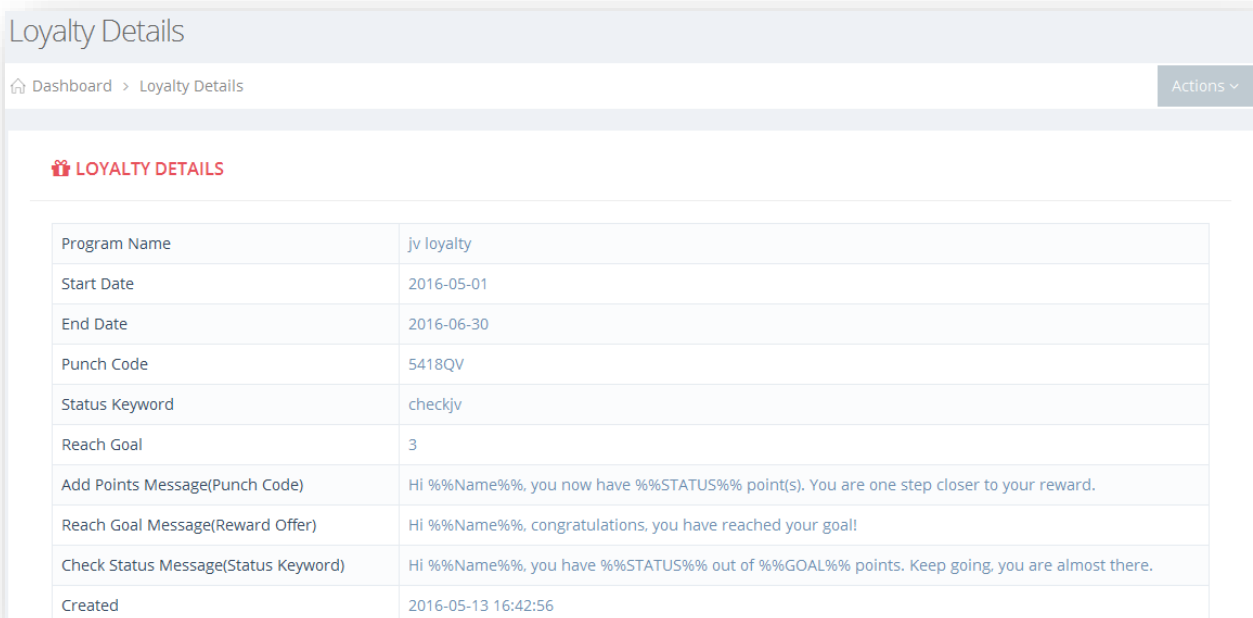 Loyalty Details
Dashboard > Loyalty Details
Actions
LOYALTY DETAILS
Program Name jv loyalty
Start Date 2016-05-01
End Date 2016-06-30
Punch Code 5418QV
Status Keyword checkjv
Reach Goal 3
Add Points Message(Punch Code) Hi %%Name%%, you now have %%STATUS%% point(s). You are one step closer to your reward.
Reach Goal Message(Reward Offer) Hi %%Name%%, congratulations, you have reached your goal!
Check Status Message(Status Keyword) Hi %%Name%%, you have %%STATUS%% out of %%GOAL%% points. Keep going, you are almost there.
Created 2016-05-13 16:42:56